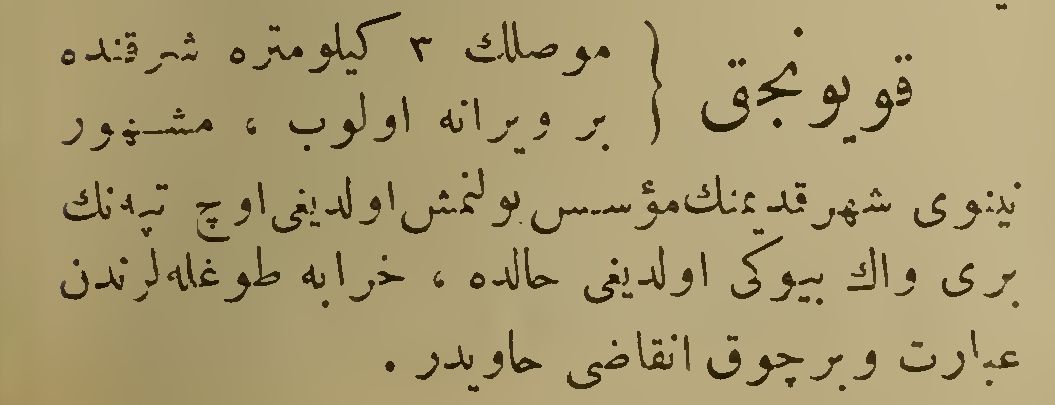 قويونجق { موصلك ٣ كيلومتره شرقنده
بر ويرانه اولوب ، مشهور
نينوى شهر قديمنك مؤسس بولنمش اولديغى اوچ تپه نك
برى واك بيوكى اولديغى حالده ، خرابه طوغله لرندن
عبارت وبرچوق انقاضى حاويدر .